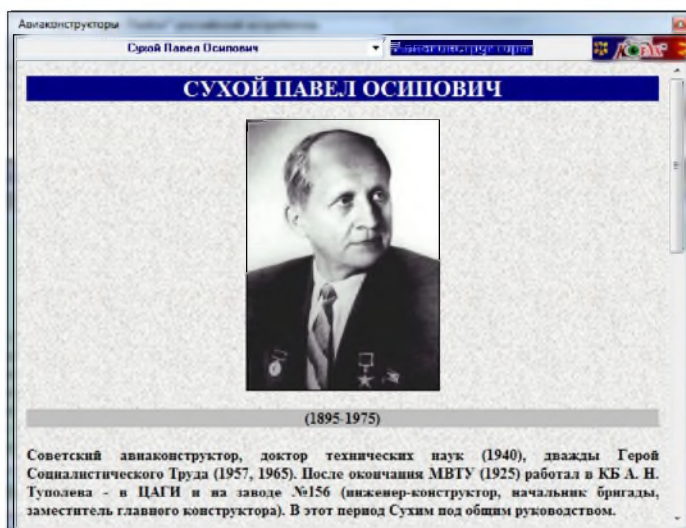 Авиаконструкторы
Сухой Павел Осипович
СУХОЙ ПАВЕЛ ОСИПОВИЧ
(1895-1975)
Советский авиаконструктор, доктор технических наук (1940), дважды Герой
Социалистического Труда (1957, 1965). После окончания МВТУ (1925) работал в КБ А. Н.
Туполева - в ЦАГИ и на заводе №156 (инженер-конструктор, начальник бригады,
заместитель главного конструктора). В этот период Сухим под общим руководством.